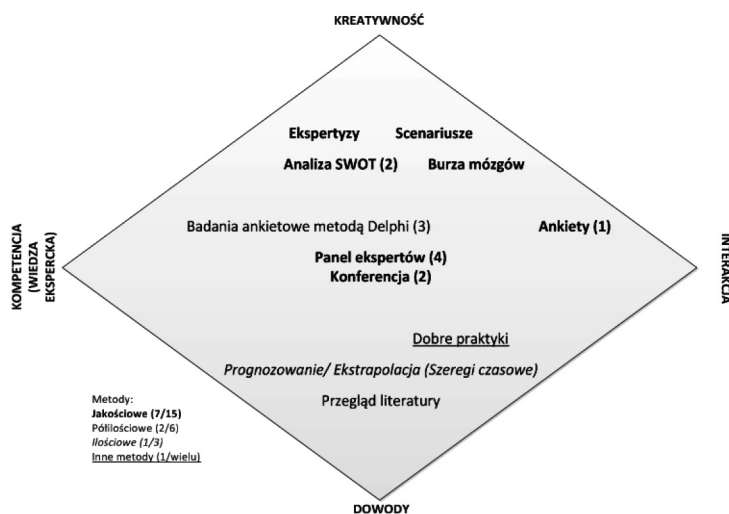 KREATYWNOŚĆ
Ekspertyzy Scenariusze
Analiza SWOT (2) Burza mózgów
Badania ankietowe metodą Delphi (3) Ankiety (1)
Panel ekspertów (4)
Konferencja (2)
KOMPETENCJA
(WIEDZA
EKSPERCKA)
INTERAKCJA
Dobre praktyki
Prognozowanie/ Ekstrapolacja (Szeregi czasowe)
Przegląd literatury
Metody:
Jakościowe (7/15)
Półilościowe (2/6)
Ilościowe (1/3)
Inne metody (1/wielu)
DOWODY